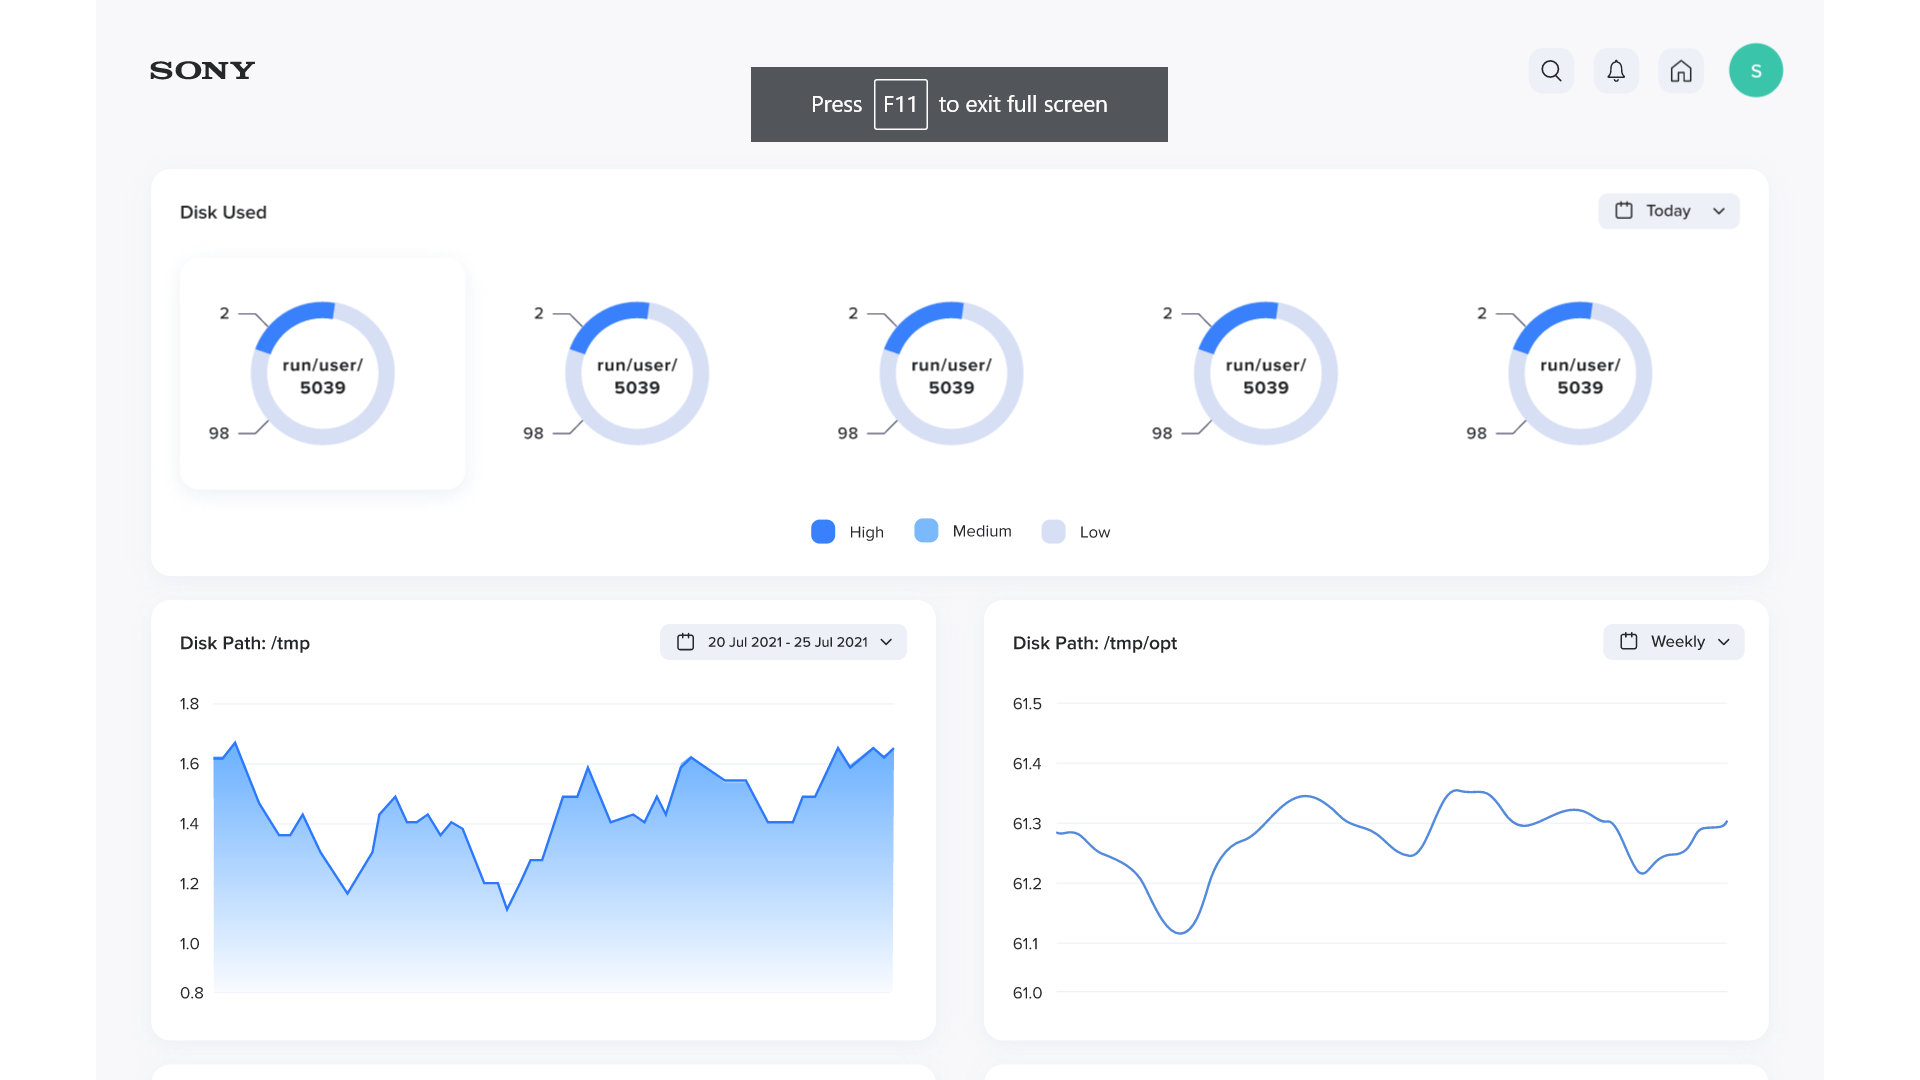 SONY
Press F11 to exit full screen
S
Disk Used
Today
2
run/user/
5039
98
2
run/user/
5039
98
2
run/user/
5039
98
2
run/user/
5039
98
2
run/user/
5039
98
High
Medium
Low
Disk Path: /tmp
20 Jul 2021 - 25 Jul 2021
1.8
1.6
1.4
1.2
1.0
0.8
Disk Path: /tmp/opt
Weekly
61.5
61.4
61.3
61.2
61.1
61.0